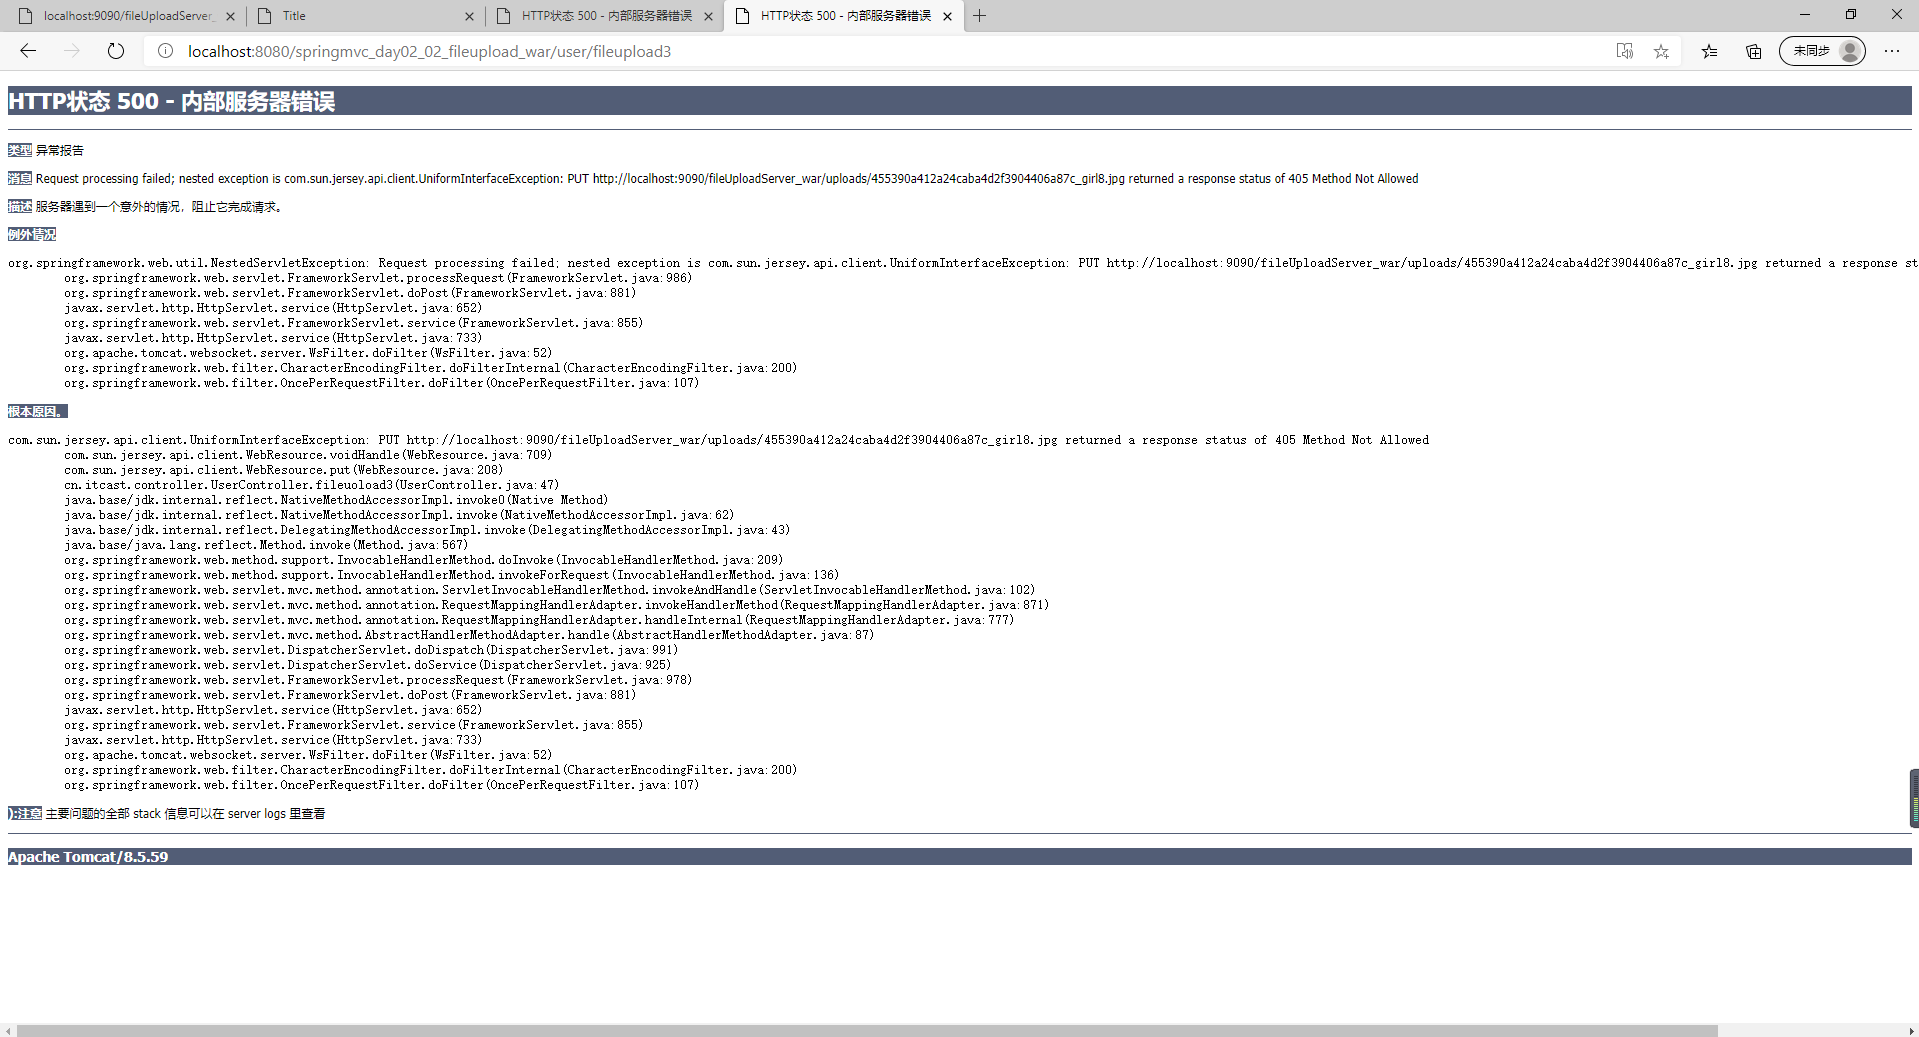 localhost:9090/fileUploadServer_
Title
HTTP状态 500 - 内部服务器错误
HTTP状态 500 - 内部服务器错误
localhost:8080/springmvc_day02_02_fileupload_war/user/fileupload3
未同步
HTTP状态 500 - 内部服务器错误
类型 异常报告
消息 Request processing failed; nested exception is com.sun.jersey.api.client.UniformInterfaceException: PUT http://localhost:9090/fileUploadServer_war/uploads/455390a412a24caba4d2f3904406a87c_girl8.jpg returned a response status of 405 Method Not Allowed
描述 服务器遇到一个意外的情况，阻止它完成请求。
例外情况
org.springframework.web.util.NestedServletException: Request processing failed; nested exception is com.sun.jersey.api.client.UniformInterfaceException: PUT http://localhost:9090/fileUploadServer_war/uploads/455390a412a24caba4d2f3904406a87c_girl8.jpg returned a response st
org.springframework.web.servlet.FrameworkServlet.processRequest(FrameworkServlet.java:986)
org.springframework.web.servlet.FrameworkServlet.doPost(FrameworkServlet.java:881)
javax.servlet.http.HttpServlet.service(HttpServlet.java:652)
org.springframework.web.servlet.FrameworkServlet.service(FrameworkServlet.java:855)
javax.servlet.http.HttpServlet.service(HttpServlet.java:733)
org.apache.tomcat.websocket.server.WsFilter.doFilter(WsFilter.java:52)
org.springframework.web.filter.CharacterEncodingFilter.doFilterInternal(CharacterEncodingFilter.java:200)
org.springframework.web.filter.OncePerRequestFilter.doFilter(OncePerRequestFilter.java:107)
根本原因。
com.sun.jersey.api.client.UniformInterfaceException: PUT http://localhost:9090/fileUploadServer_war/uploads/455390a412a24caba4d2f3904406a87c_girl8.jpg returned a response status of 405 Method Not Allowed
com.sun.jersey.api.client.WebResource.voidHandle(WebResource.java:709)
com.sun.jersey.api.client.WebResource.put(WebResource.java:208)
cn.itcast.controller.UserController.fileuoload3(UserController.java:47)
java.base/jdk.internal.reflect.NativeMethodAccessorImpl.invoke0(Native Method)
java.base/jdk.internal.reflect.NativeMethodAccessorImpl.invoke(NativeMethodAccessorImpl.java:62)
java.base/jdk.internal.reflect.DelegatingMethodAccessorImpl.invoke(DelegatingMethodAccessorImpl.java:43)
java.base/java.lang.reflect.Method.invoke(Method.java:567)
org.springframework.web.method.support.InvocableHandlerMethod.doInvoke(InvocableHandlerMethod.java:209)
org.springframework.web.method.support.InvocableHandlerMethod.invokeForRequest(InvocableHandlerMethod.java:136)
org.springframework.web.servlet.mvc.method.annotation.ServletInvocableHandlerMethod.invokeAndHandle(ServletInvocableHandlerMethod.java:102)
org.springframework.web.servlet.mvc.method.annotation.RequestMappingHandlerAdapter.invokeHandlerMethod(RequestMappingHandlerAdapter.java:871)
org.springframework.web.servlet.mvc.method.annotation.RequestMappingHandlerAdapter.handleInternal(RequestMappingHandlerAdapter.java:777)
org.springframework.web.servlet.mvc.method.AbstractHandlerMethodAdapter.handle(AbstractHandlerMethodAdapter.java:87)
org.springframework.web.servlet.DispatcherServlet.doDispatch(DispatcherServlet.java:991)
org.springframework.web.servlet.DispatcherServlet.doService(DispatcherServlet.java:925)
org.springframework.web.servlet.FrameworkServlet.processRequest(FrameworkServlet.java:978)
org.springframework.web.servlet.FrameworkServlet.doPost(FrameworkServlet.java:881)
javax.servlet.http.HttpServlet.service(HttpServlet.java:652)
org.springframework.web.servlet.FrameworkServlet.service(FrameworkServlet.java:855)
javax.servlet.http.HttpServlet.service(HttpServlet.java:733)
org.apache.tomcat.websocket.server.WsFilter.doFilter(WsFilter.java:52)
org.springframework.web.filter.CharacterEncodingFilter.doFilterInternal(CharacterEncodingFilter.java:200)
org.springframework.web.filter.OncePerRequestFilter.doFilter(OncePerRequestFilter.java:107)
):注意 主要问题的全部 stack 信息可以在 server logs 里查看
Apache Tomcat/8.5.59